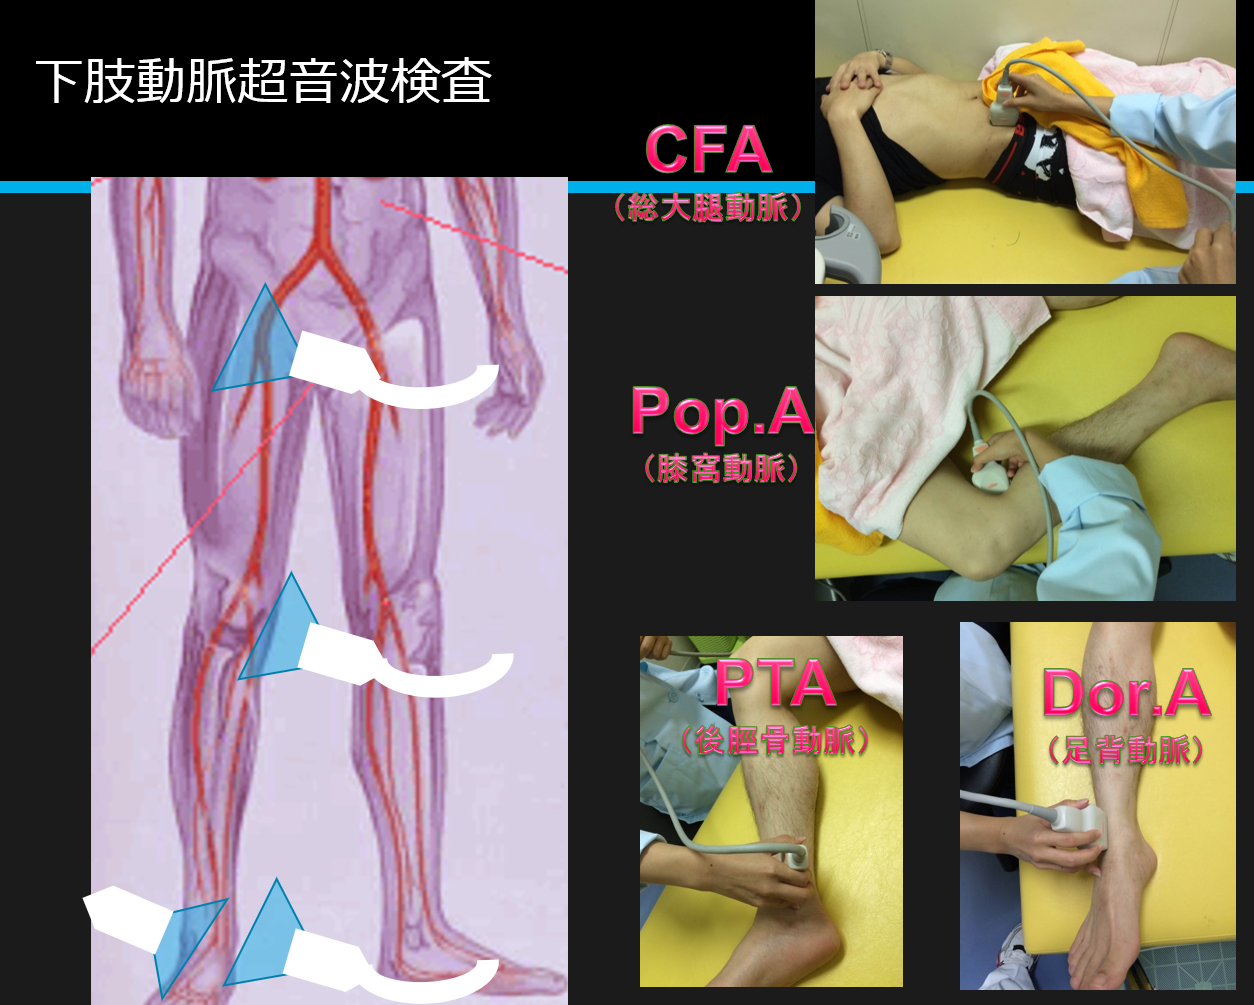 下肢動脈超音波検査
CFA
（総大腿動脈）
Pop.A
（膝窩動脈）
PTA
（後脛骨動脈）
Dor.A
（足背動脈）